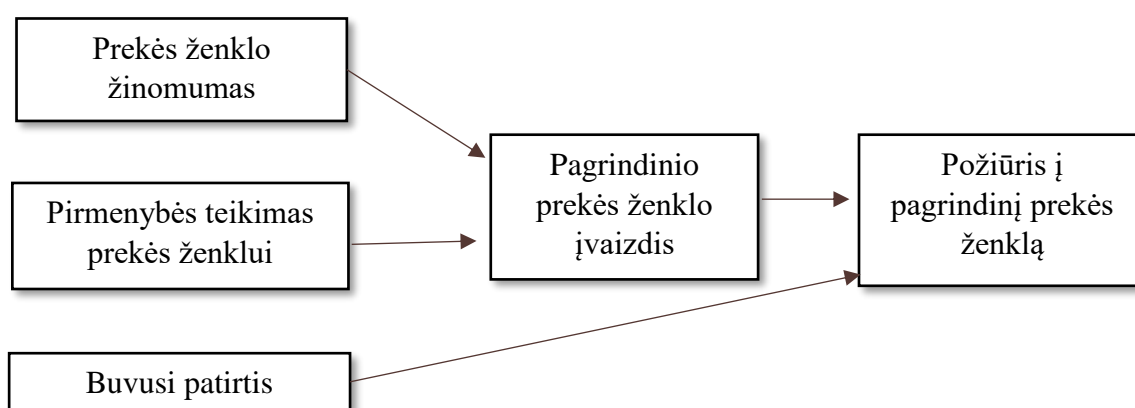 Prekės ženklo
žinomumas
Pirmenybės teikimas
prekės ženklui
Buvusi patirtis
Pagrindinio
prekės ženklo
įvaizdis
Požiūris į
pagrindinį prekės
ženklą